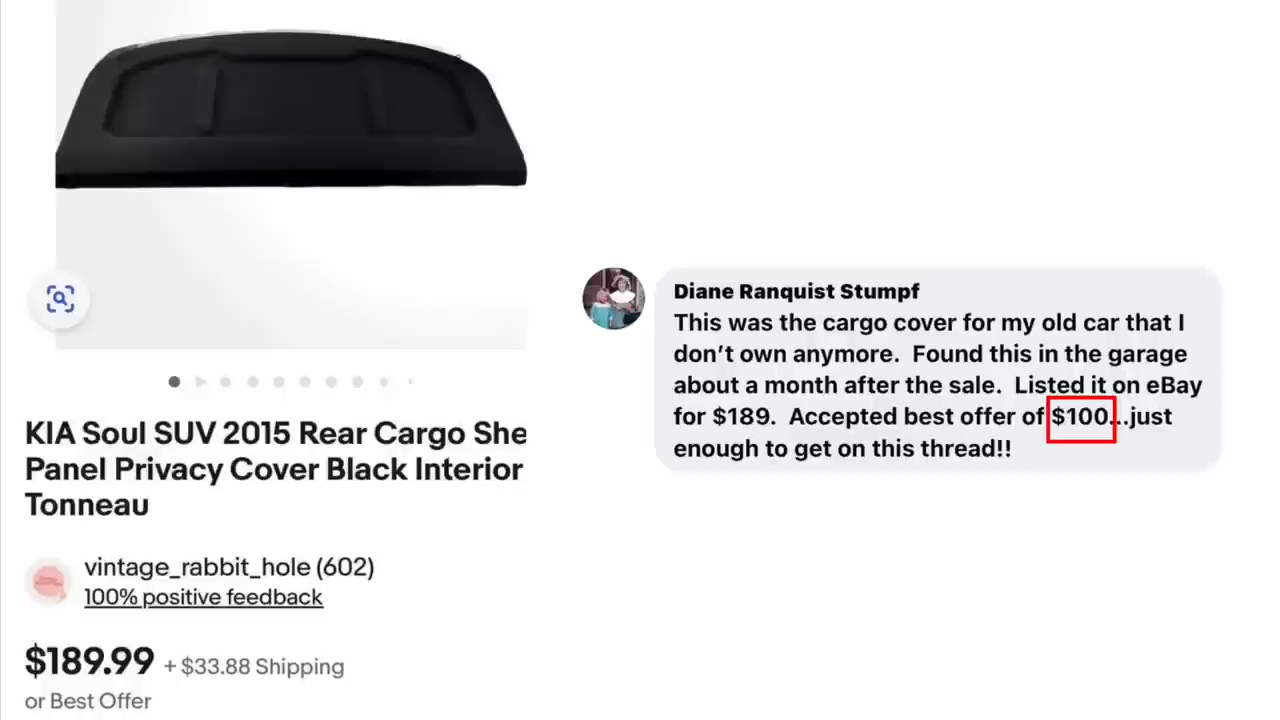 KIA Soul SUV 2015 Rear Cargo She
Panel Privacy Cover Black Interior
Tonneau
vintage_rabbit_hole (602)
100% positive feedback
$189.99 + $33.88 Shipping
or Best Offer
Diane Ranquist Stumpf
This was the cargo cover for my old car that I
don’t own anymore. Found this in the garage
about a month after the sale. Listed it on eBay
for $189. Accepted best offer of $100...just
enough to get on this thread!!